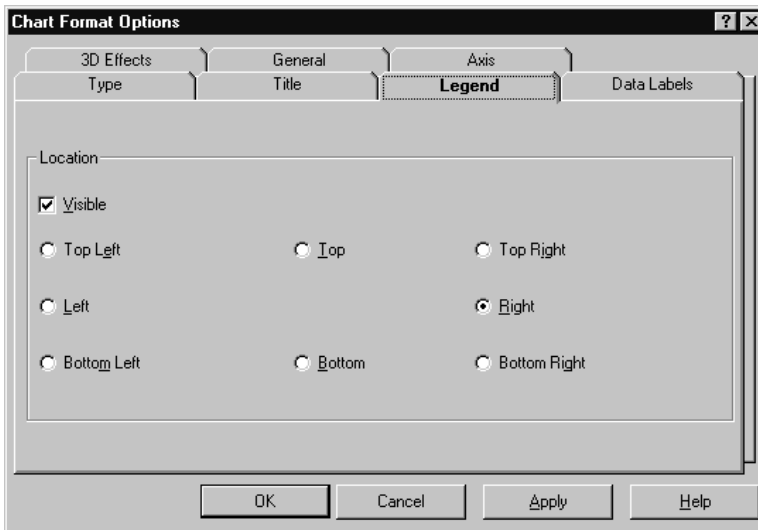 Chart Format Options
3D Effects General Axis
Type Title Legend Data Labels
Location
Visible
Top Left Top Top Right
Left Right
Bottom Left Bottom Bottom Right
OK Cancel Apply Help